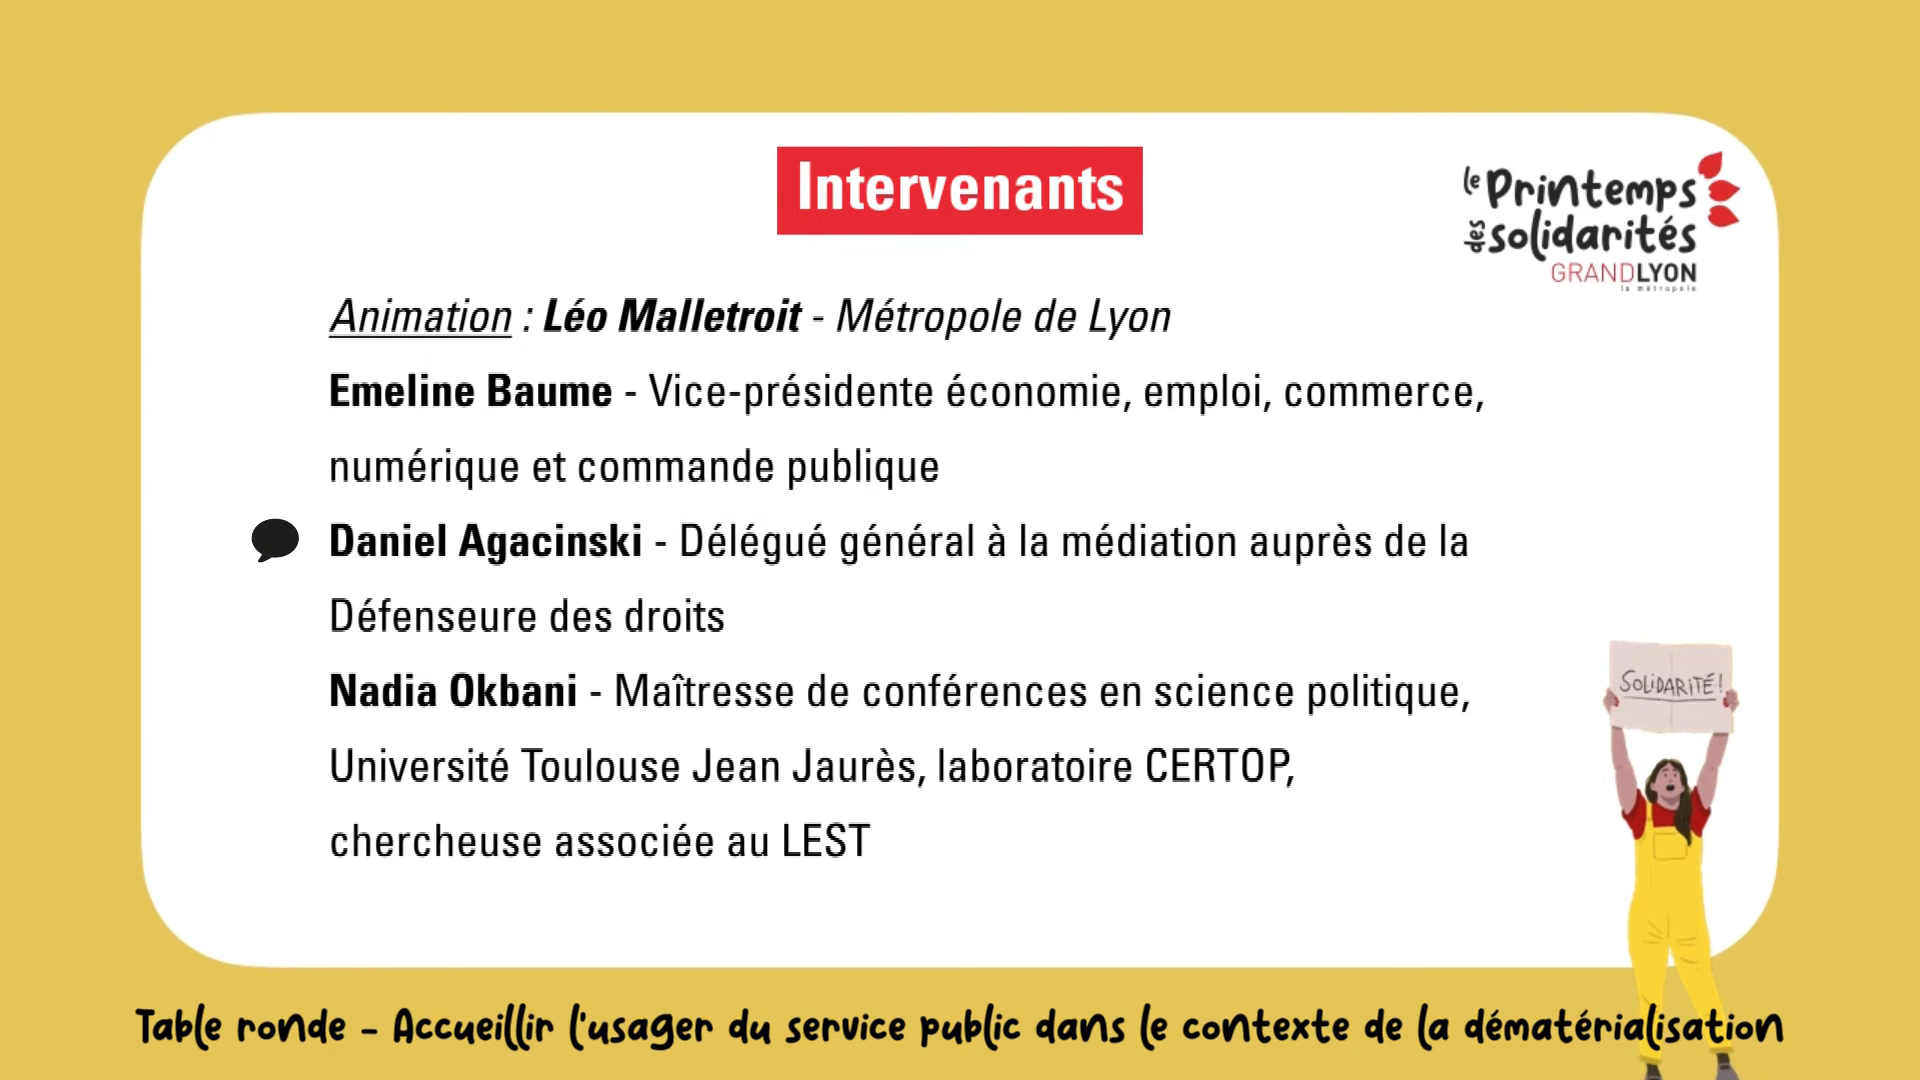 Intervenants
le Printemps
des solidarités
GRANDLYON
la métropole
Animation : Léo Malletroit - Métropole de Lyon
Emeline Baume - Vice-présidente économie, emploi, commerce,
numérique et commande publique
Daniel Agacinski - Délégué général à la médiation auprès de la
Défenseure des droits
Nadia Okbani - Maîtresse de conférences en science politique,
Université Toulouse Jean Jaurès, laboratoire CERTOP,
chercheuse associée au LEST
SOLiDARiTÉ !
Table ronde - Accueillir l'usager du service public dans le contexte de la dématérialisation